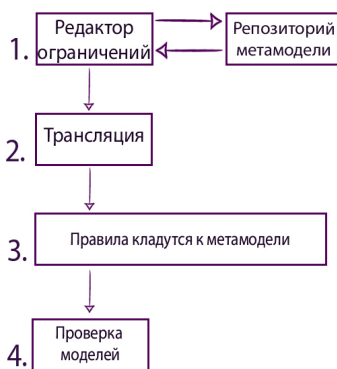 1.
Редактор
ограничений
Репозиторий
метамодели
2.
Трансляция
3.
Правила кладутся к метамодели
4.
Проверка
моделей